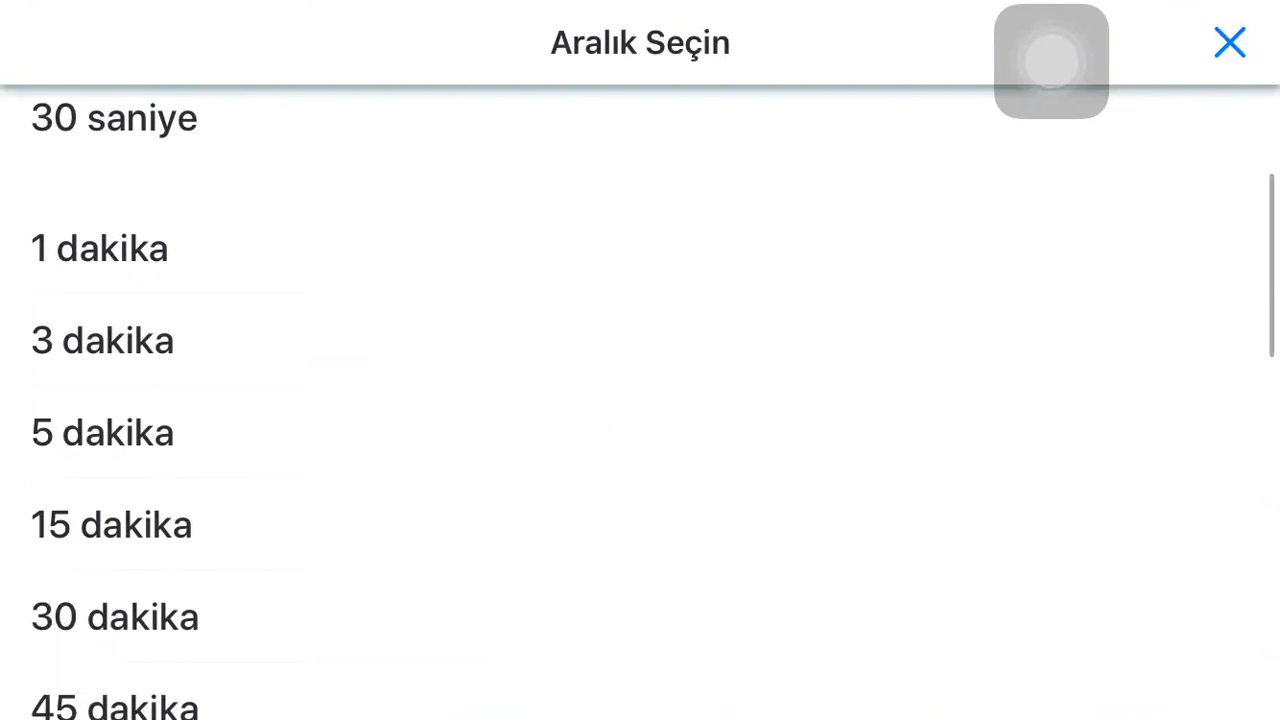 Aralık Seçin
30 saniye
1 dakika
3 dakika
5 dakika
15 dakika
30 dakika
45 dakika